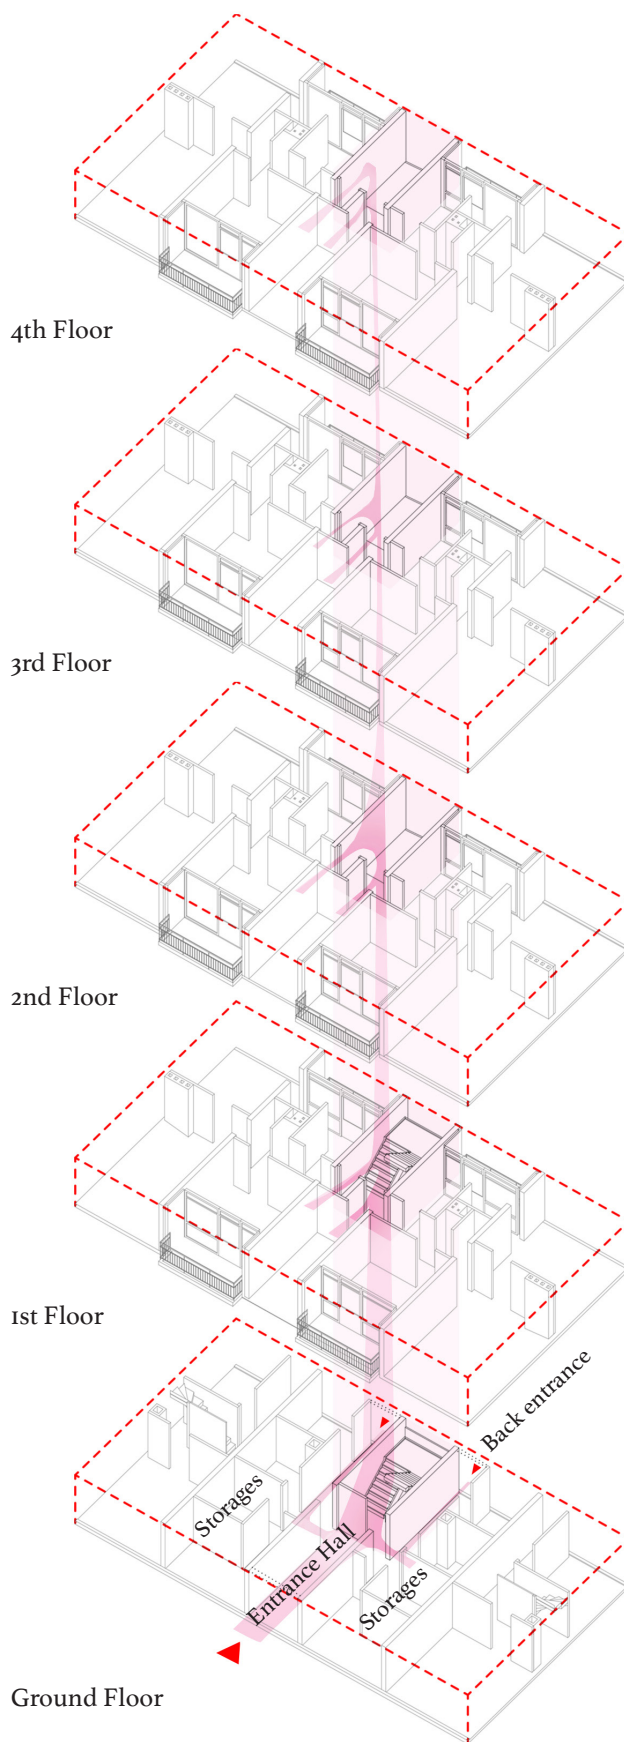 4th Floor
3rd Floor
2nd Floor
1st Floor
Back entrance
Storages
Entrance Hall
Storages
Ground Floor